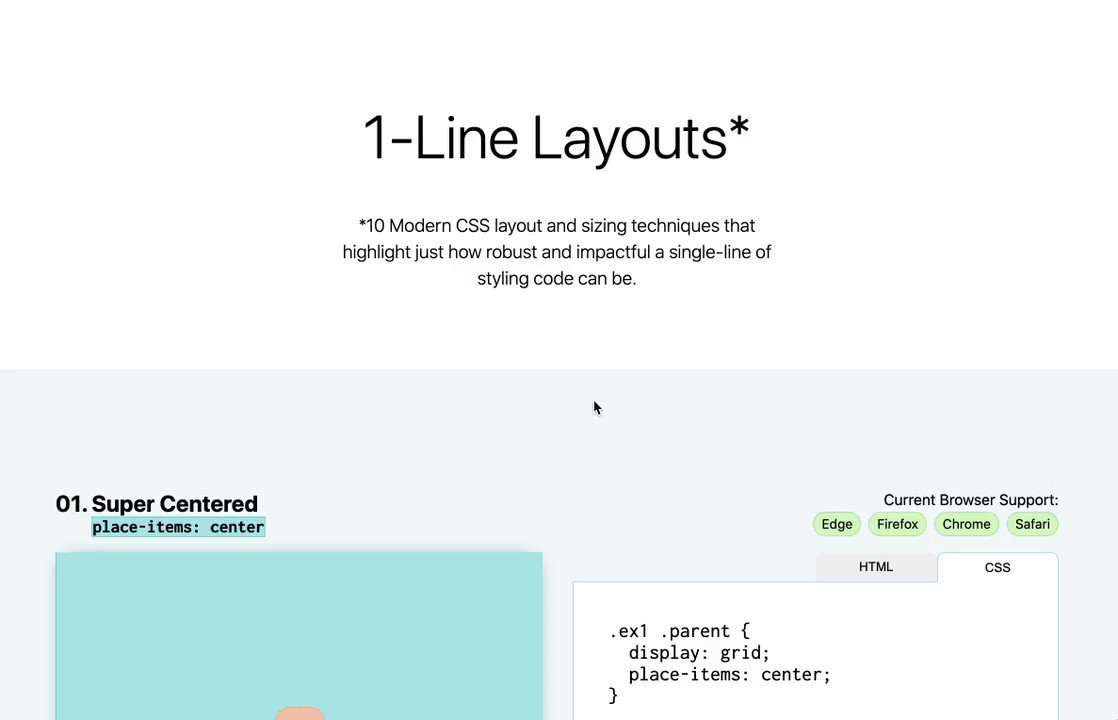 1-Line Layouts*
*10 Modern CSS layout and sizing techniques that
highlight just how robust and impactful a single-line of
styling code can be.
01. Super Centered
place-items: center
Current Browser Support:
Edge Firefox Chrome Safari
HTML CSS
.ex1 .parent {
  display: grid;
  place-items: center;
}